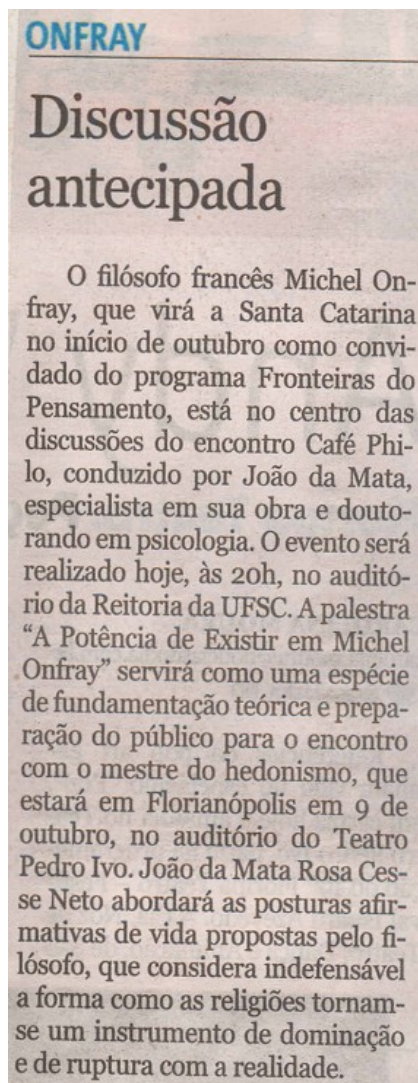 ONFRAY
Discussão
antecipada
O filósofo francês Michel On-
fray, que virá a Santa Catarina
no início de outubro como convi-
dado do programa Fronteiras do
Pensamento, está no centro das
discussões do encontro Café Phi-
lo, conduzido por João da Mata,
especialista em sua obra e douto-
rando em psicologia. O evento será
realizado hoje, às 20h, no auditó-
rio da Reitoria da UFSC. A palestra
“A Potência de Existir em Michel
Onfray” servirá como uma espécie
de fundamentação teórica e prepa-
ração do público para o encontro
com o mestre do hedonismo, que
estará em Florianópolis em 9 de
outubro, no auditório do Teatro
Pedro Ivo. João da Mata Rosa Ces-
se Neto abordará as posturas afir-
mativas de vida propostas pelo fi-
lósofo, que considera indefensável
a forma como as religiões tornam-
se um instrumento de dominação
e de ruptura com a realidade.